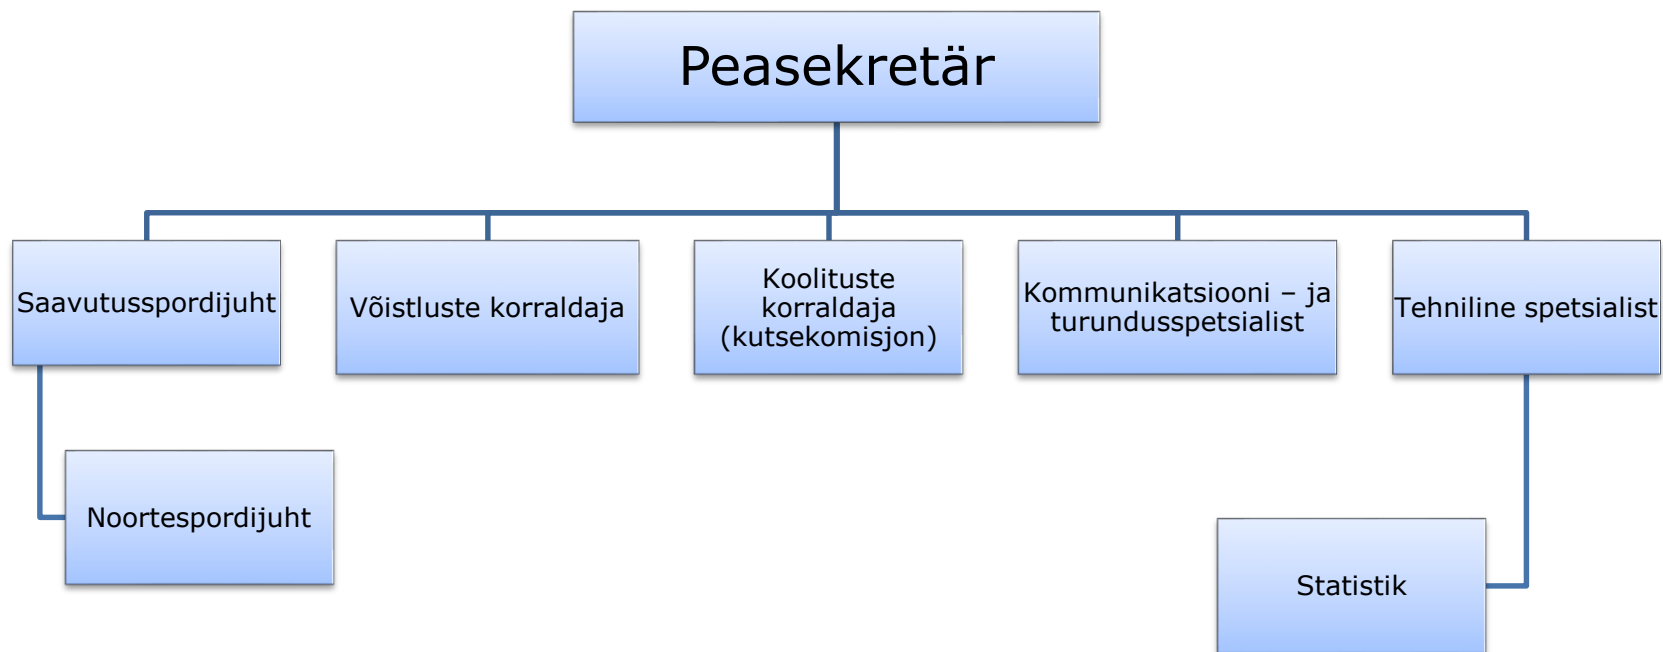 Peasekretär
Saavutusspordijuht
Võistluste korraldaja
Koolituste
korraldaja
(kutsekomisjon)
Kommunikatsiooni – ja
turundusspetsialist
Tehniline spetsialist
Noortespordijuht
Statistik